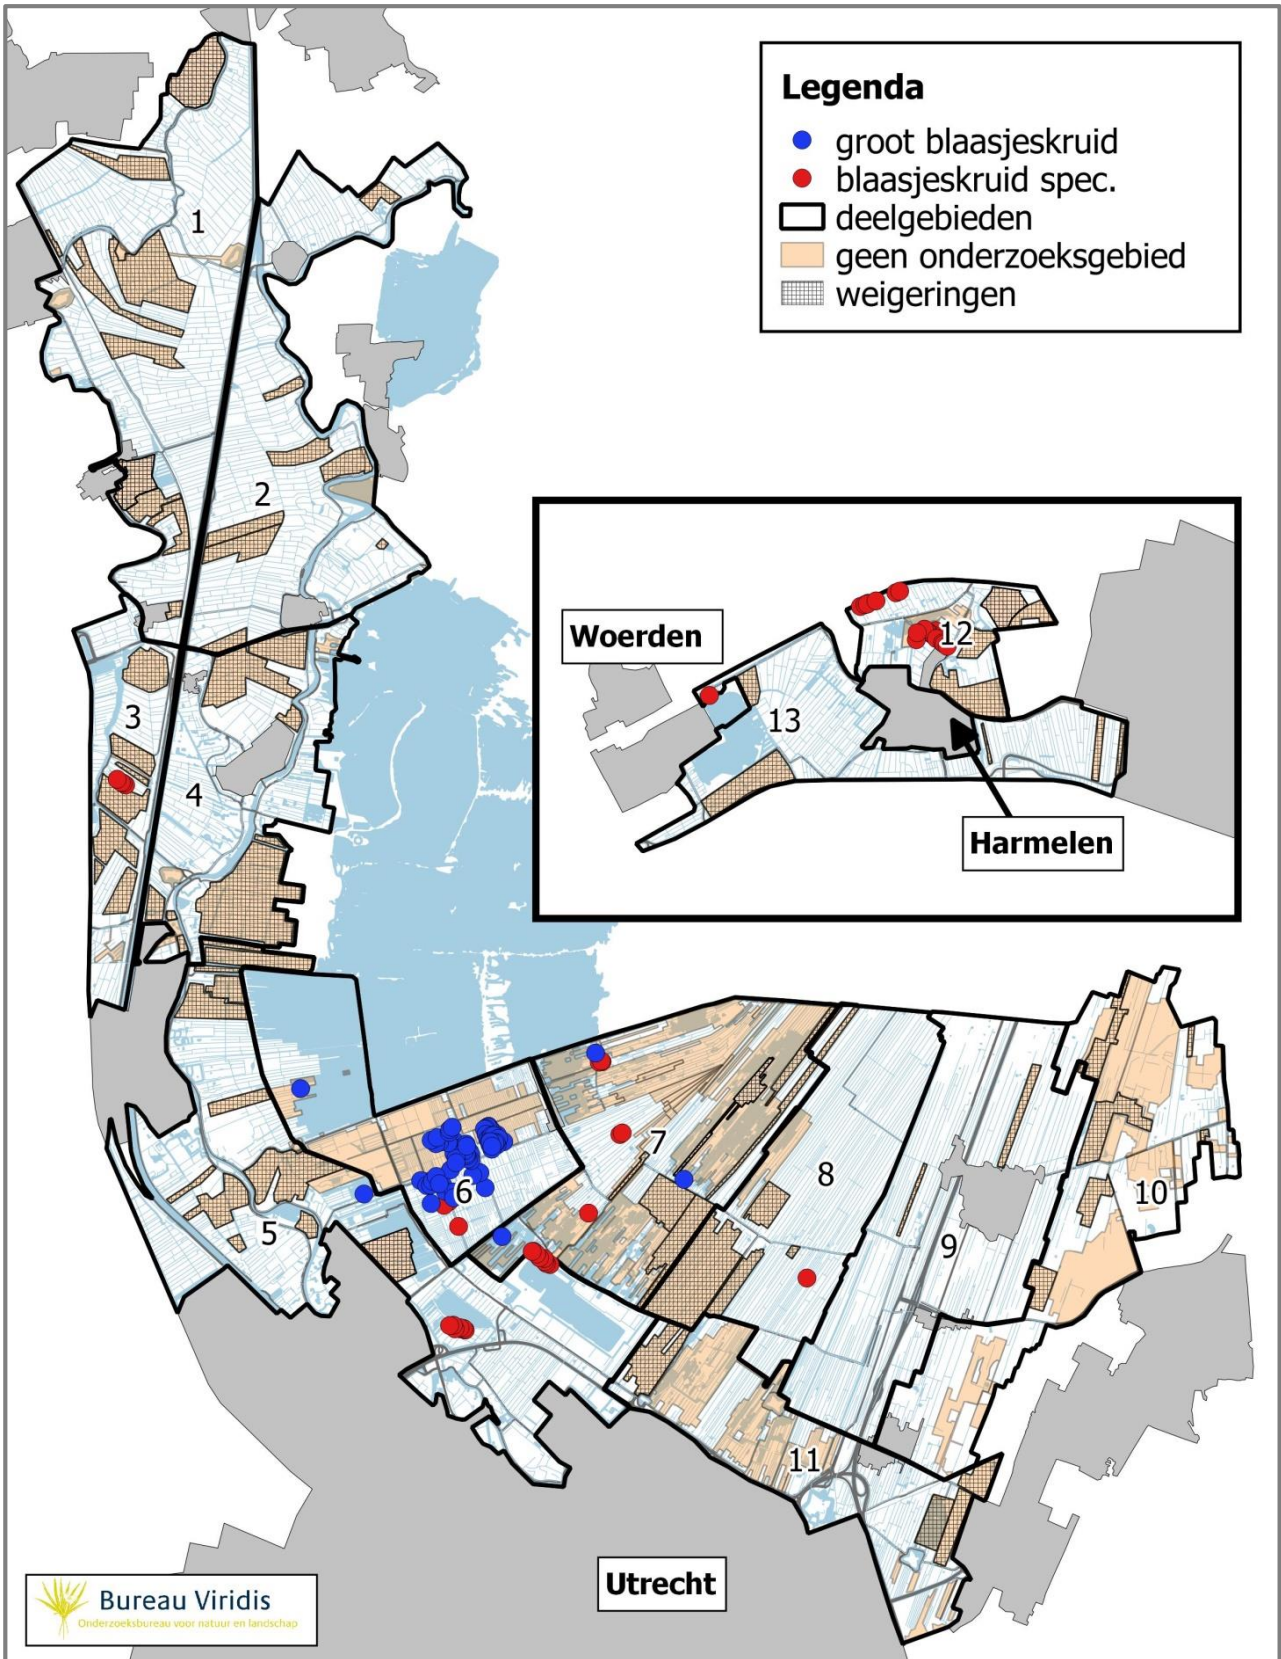 Legenda
groot blaasjeskruid
blaasjeskruid spec.
deelgebieden
geen onderzoeksgebied
weigeringen
1
2
Woerden
12
13
Harmelen
3
4
5
6
7
8
9
10
11
Utrecht
Bureau Viridis
Onderzoeksbureau voor natuur en landschap